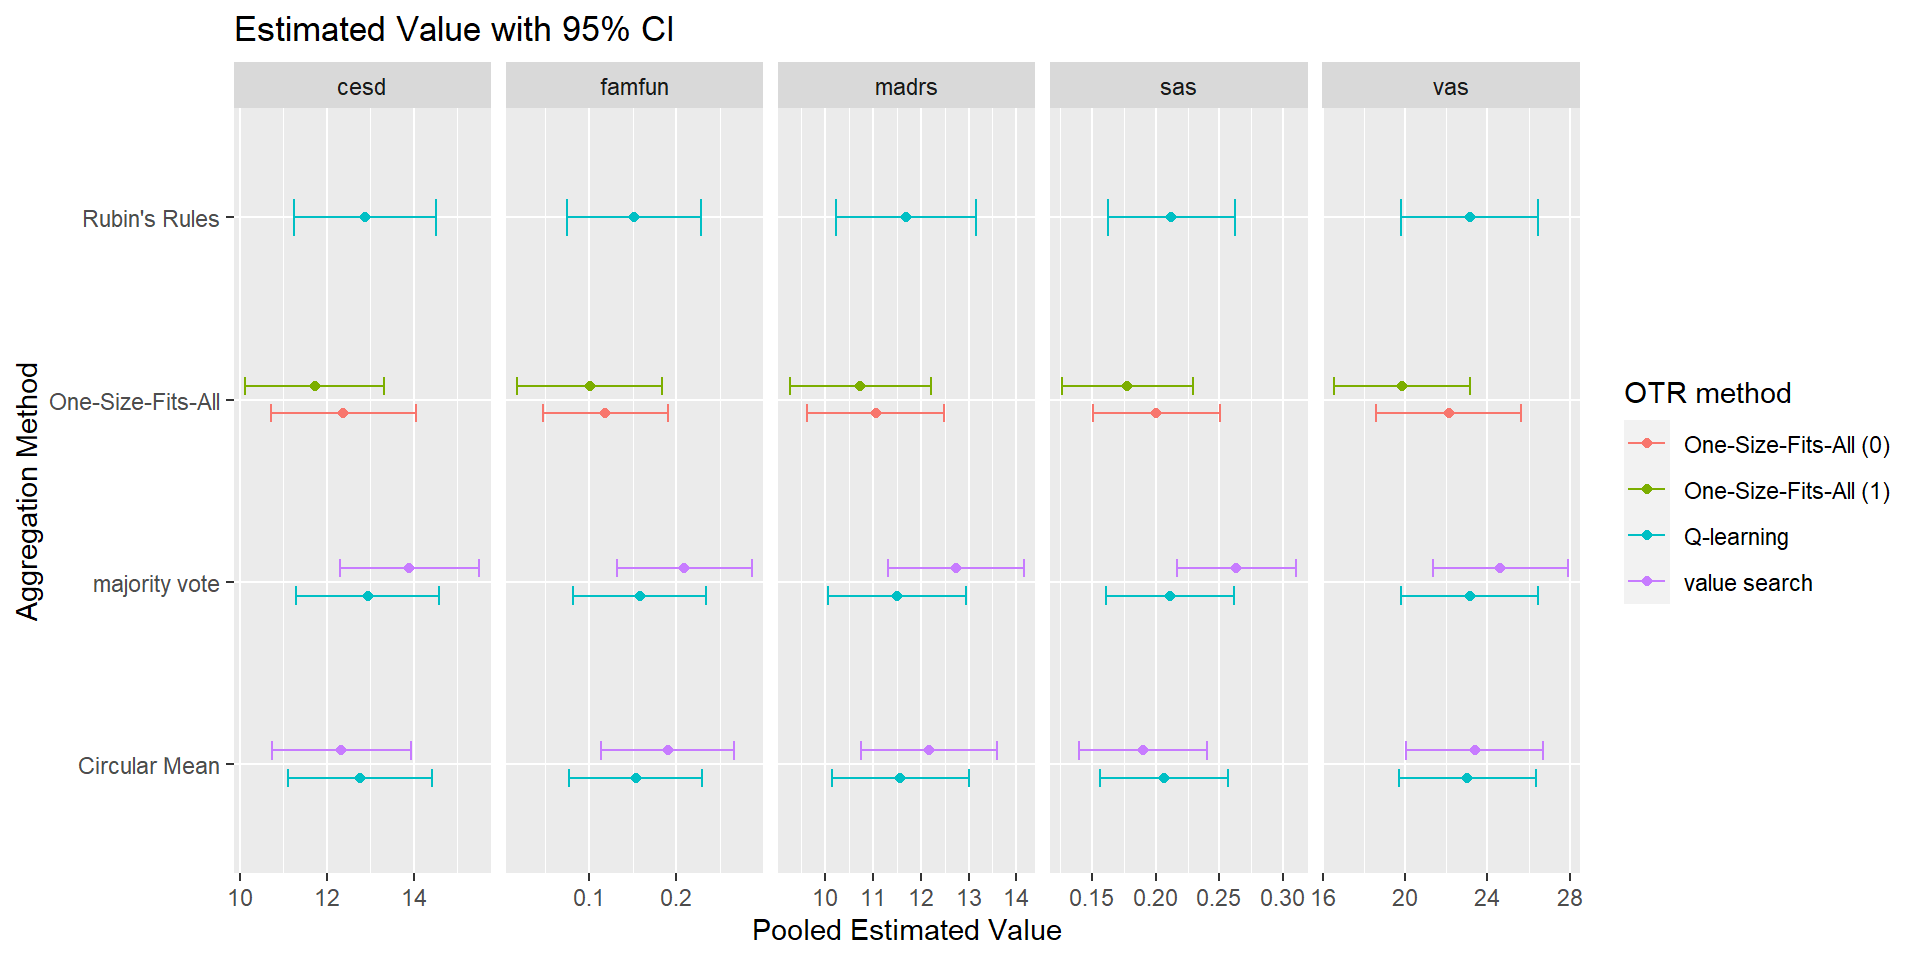 Estimated Value with 95% CI
cesd famfun madrs sas vas
Rubin's Rules
One-Size-Fits-All
majority vote
Circular Mean
Aggregation Method
10 12 14 0.1 0.2 10 11 12 13 14 0.15 0.20 0.25 0.30 16 20 24 28
Pooled Estimated Value
OTR method
One-Size-Fits-All (0)
One-Size-Fits-All (1)
Q-learning
value search